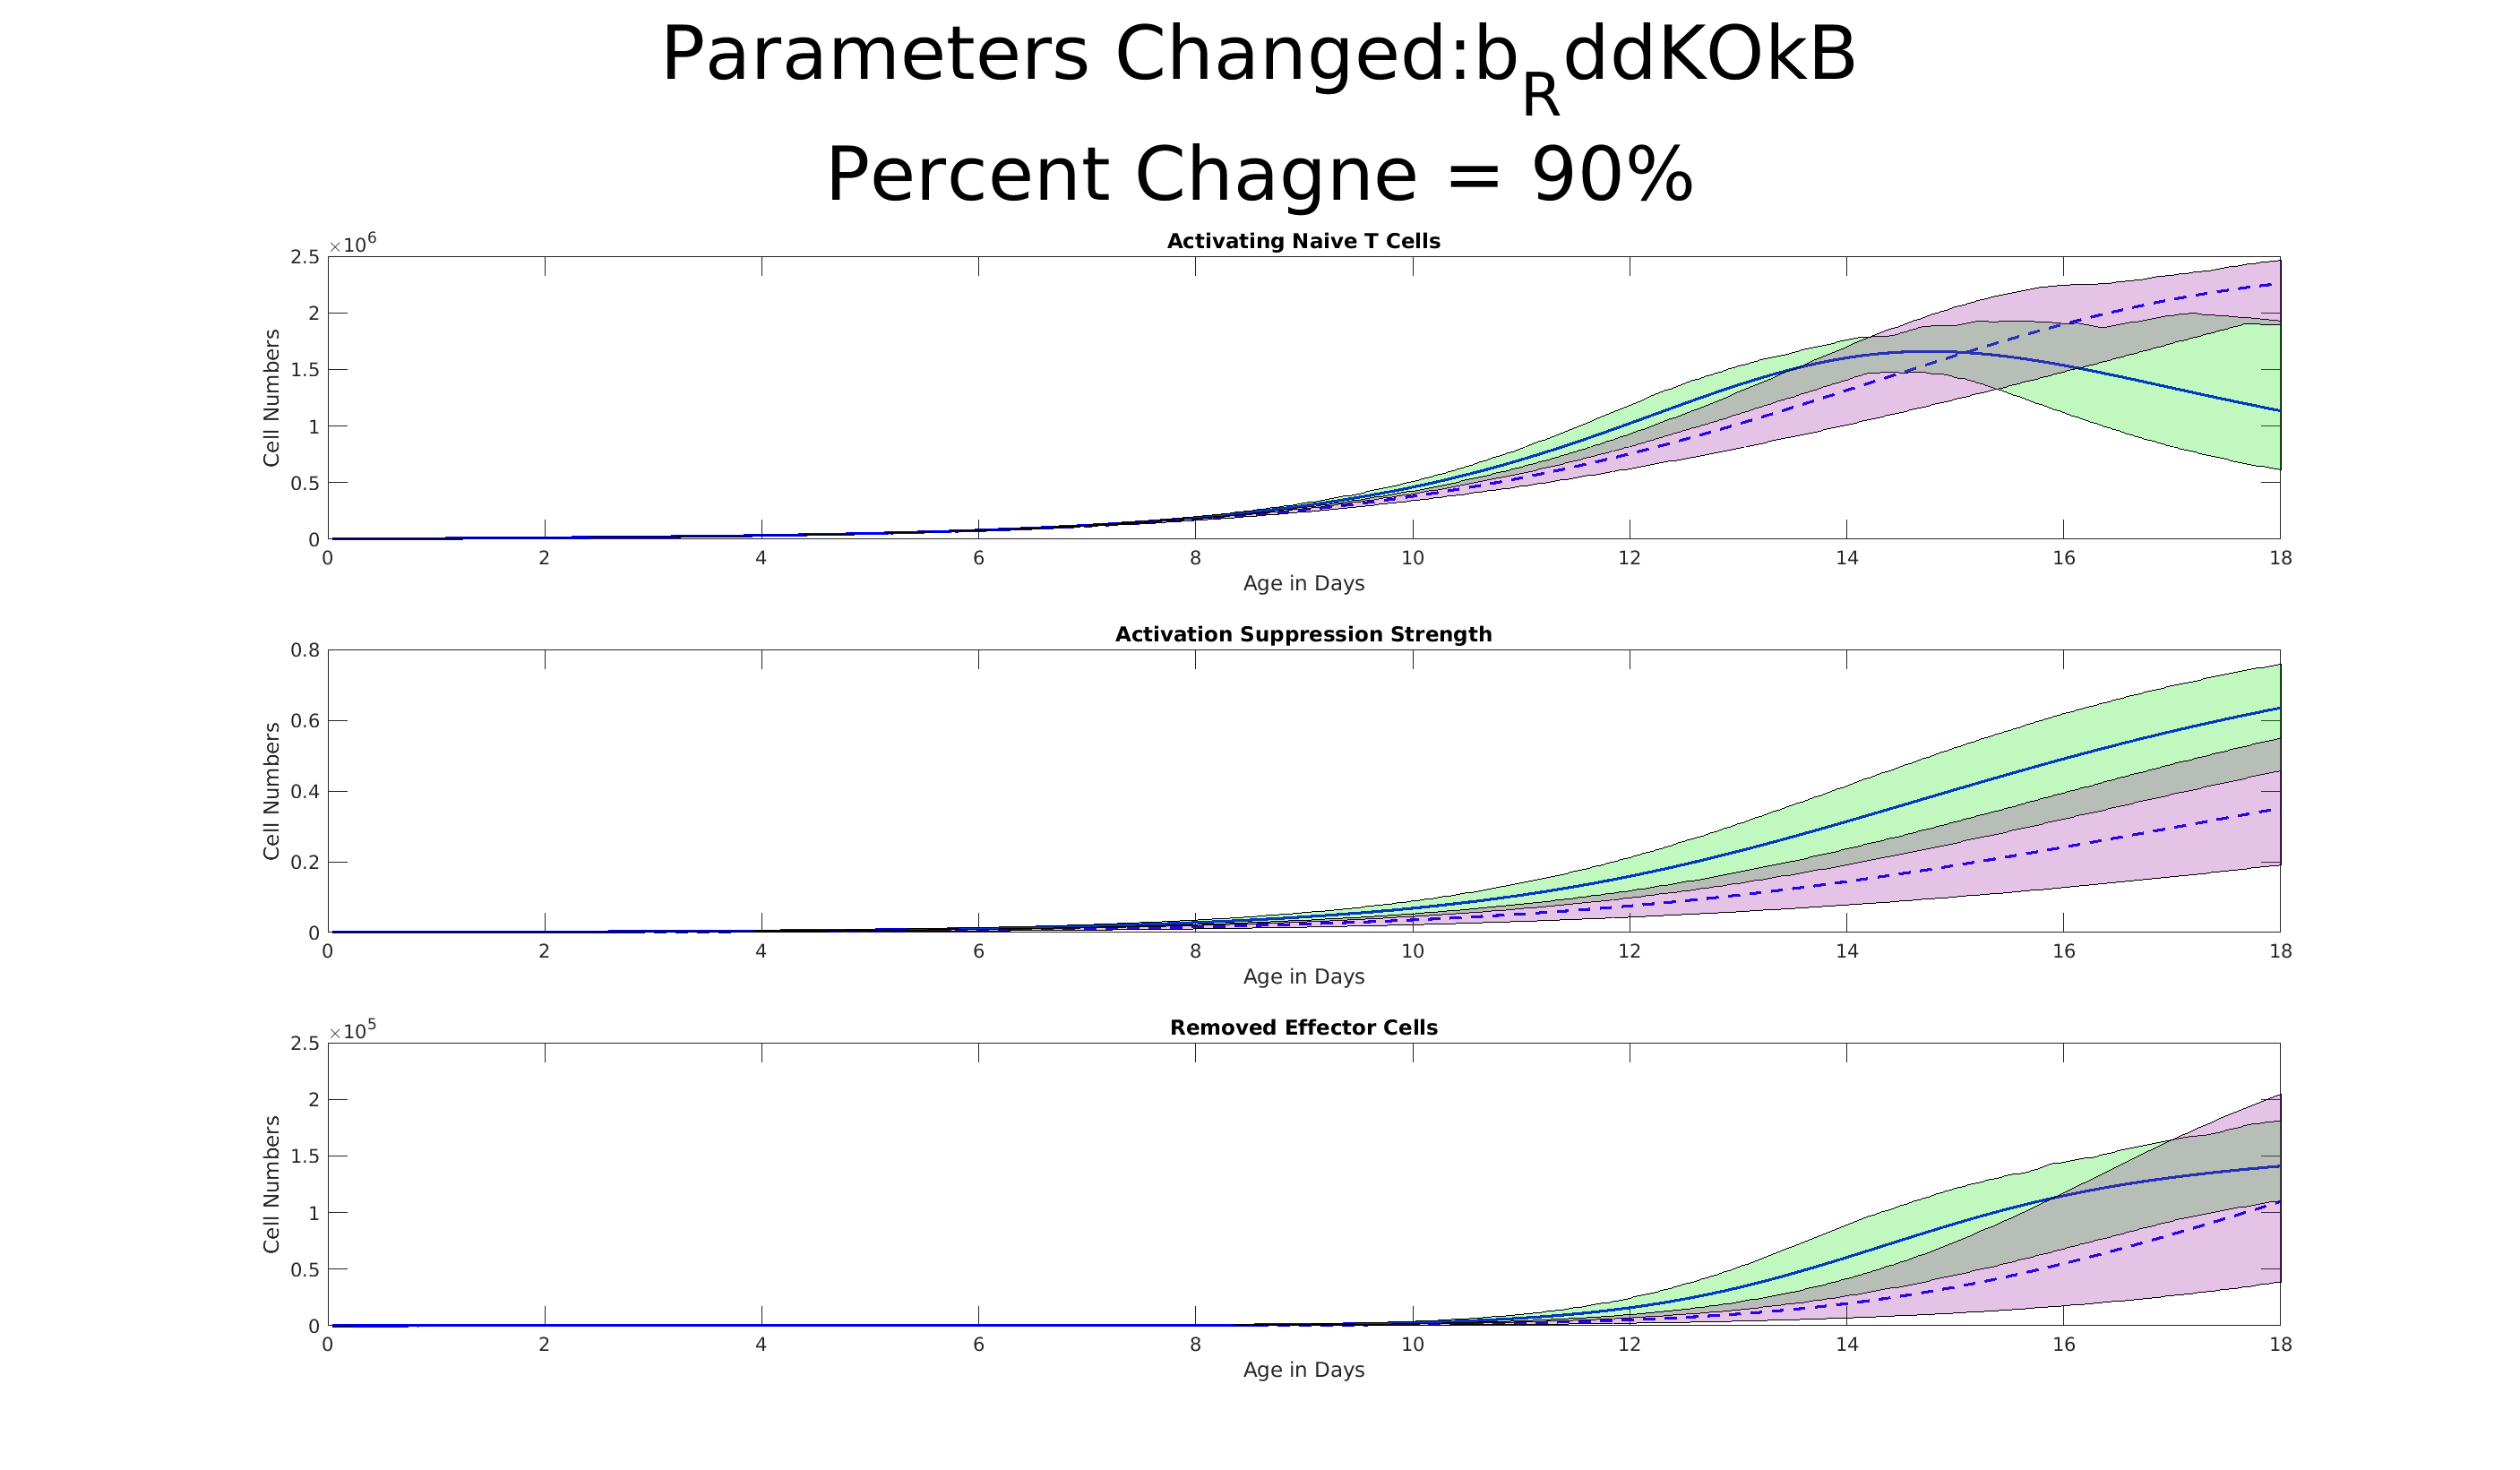 Parameters Changed:bRddKOkB
Percent Chagne = 90%
Activating Naive T Cells
×10^6
2.5
2
1.5
1
0.5
0
Cell Numbers
0 2 4 6 8 10 12 14 16 18
Age in Days
Activation Suppression Strength
0.8
0.6
0.4
0.2
0
Cell Numbers
0 2 4 6 8 10 12 14 16 18
Age in Days
Removed Effector Cells
×10^5
2.5
2
1.5
1
0.5
0
Cell Numbers
0 2 4 6 8 10 12 14 16 18
Age in Days